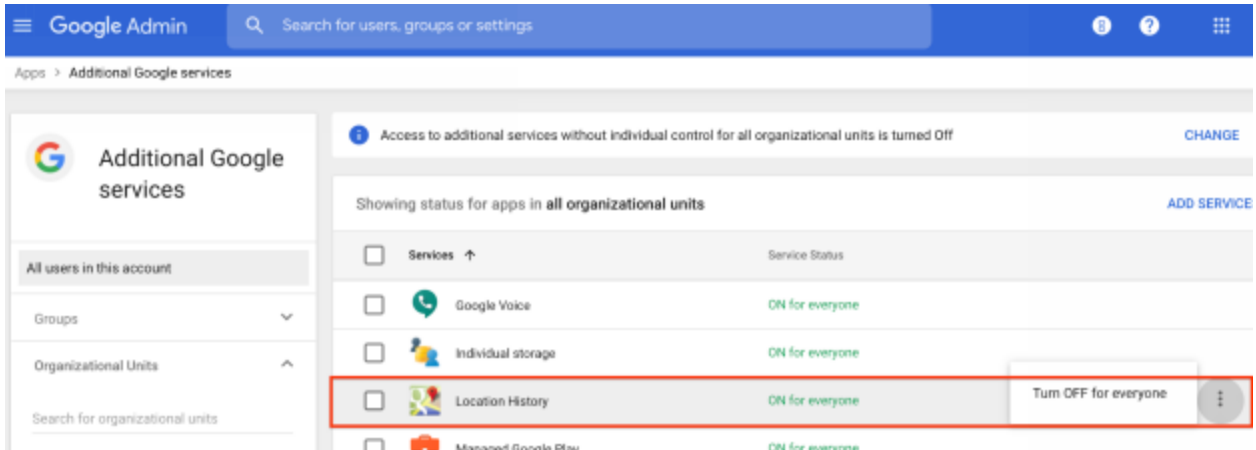 Google Admin
Search for users, groups or settings
Apps > Additional Google services
Additional Google services
All users in this account
Groups
Organizational Units
Search for organizational units
Access to additional services without individual control for all organizational units is turned Off
CHANGE
Showing status for apps in all organizational units
ADD SERVICE
Services ↑ Service Status
Google Voice ON for everyone
Individual storage ON for everyone
Location History ON for everyone Turn OFF for everyone
Managed Google Play ON for everyone